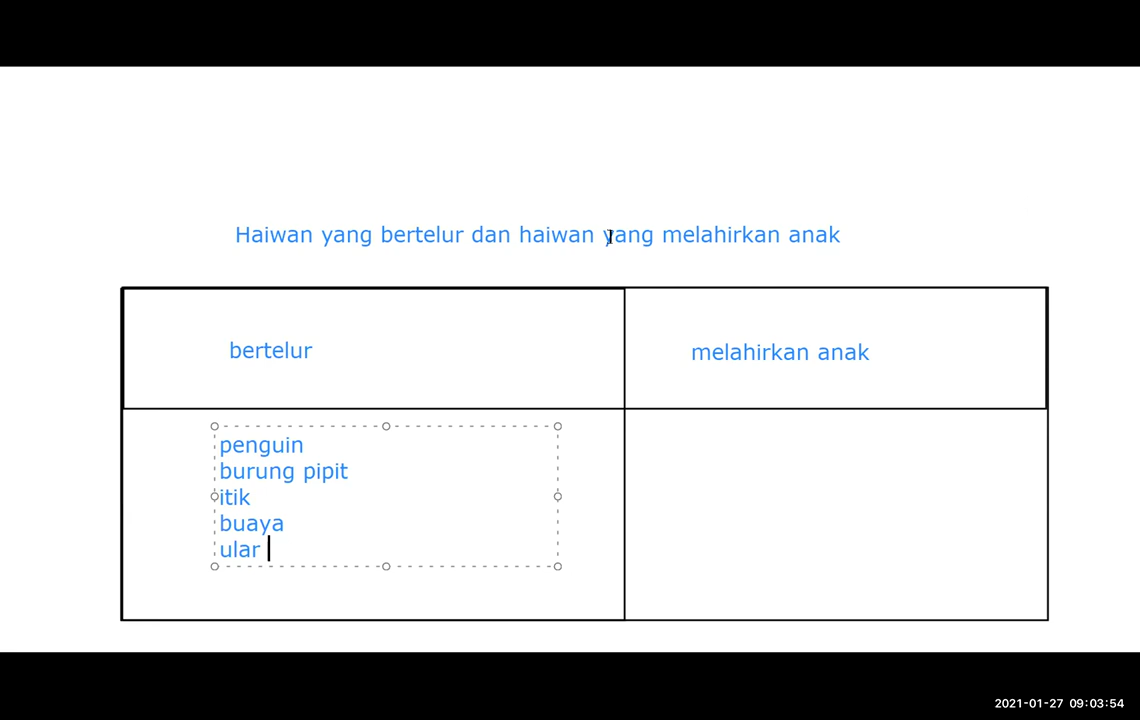 Haiwan yang bertelur dan haiwan yang melahirkan anak
bertelur
melahirkan anak
penguin
burung pipit
itik
buaya
ular
2021-01-27 09:03:54